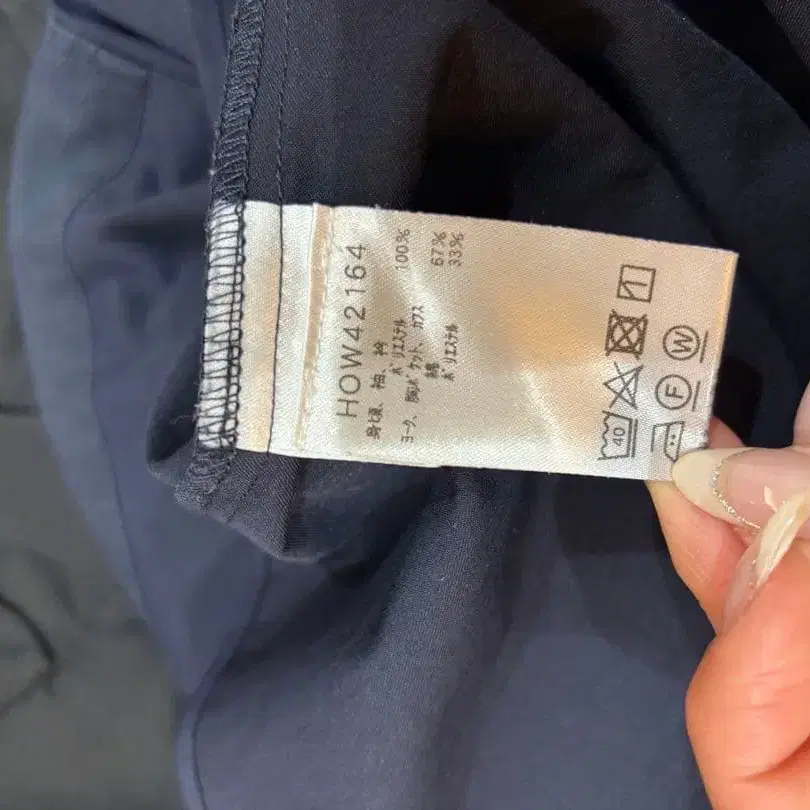 HOW42164
身頃、袖、衿
ポリエステル 100%
ヨーク、胸ポケット、カフス
綿 67%
ポリエステル 33%
40
F W